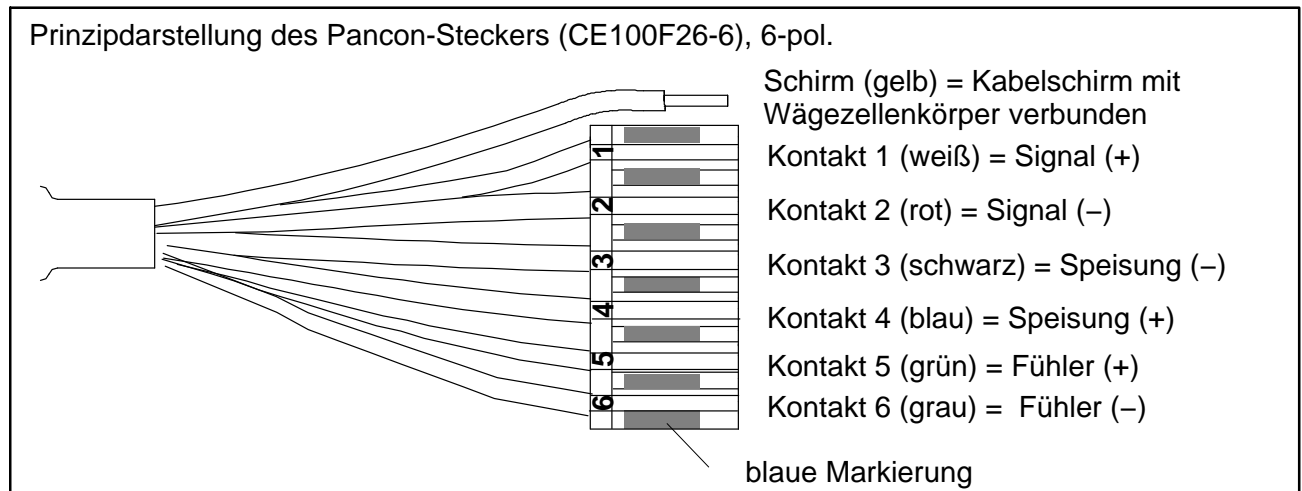 Prinzipdarstellung des Pancon-Steckers (CE100F26-6), 6-pol.
Schirm (gelb) = Kabelschirm mit
Wägezellenkörper verbunden
1
Kontakt 1 (weiß) = Signal (+)
2
Kontakt 2 (rot) = Signal (−)
3
Kontakt 3 (schwarz) = Speisung (−)
4
Kontakt 4 (blau) = Speisung (+)
5
Kontakt 5 (grün) = Fühler (+)
6
Kontakt 6 (grau) = Fühler (−)
blaue Markierung